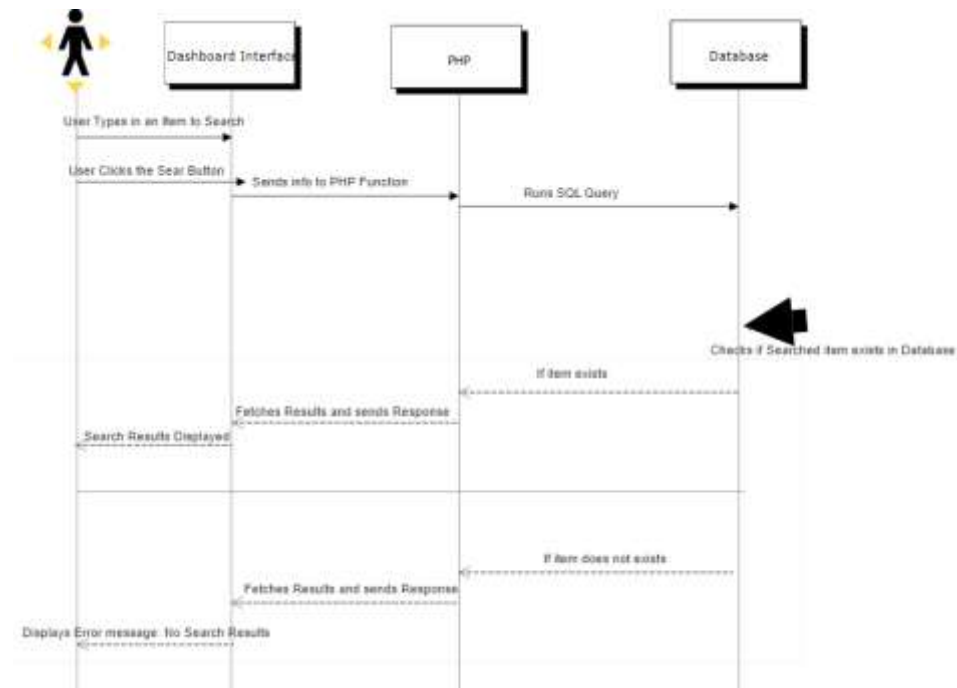 Dashboard Interface
PHP
Database
User Types in an Item to Search
User Clicks the Sear Button
Sends info to PHP Function
Runs SQL Query
Checks if Searched item exists in Database
If item exists
Fetches Results and sends Response
Search Results Displayed
If item does not exists
Fetches Results and sends Response
Displays Error message: No Search Results